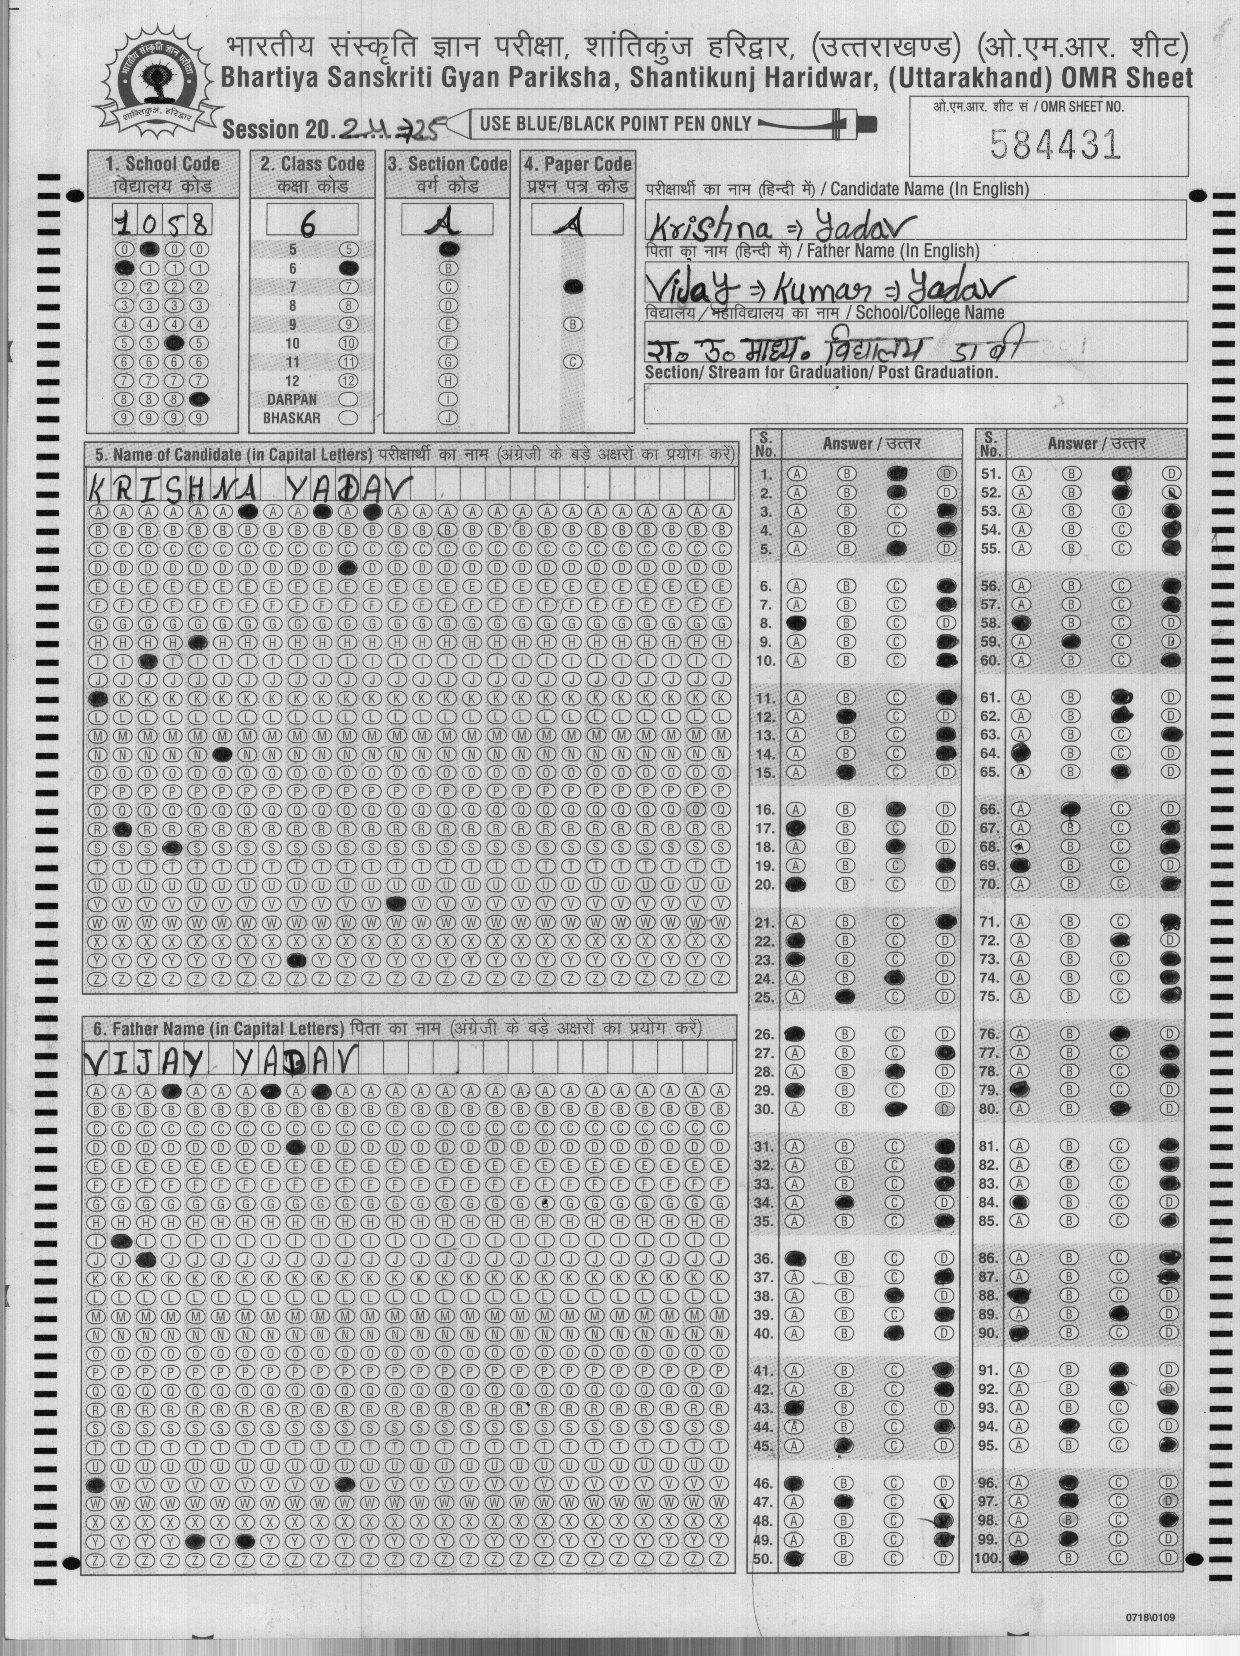 भारतीय संस्कृति ज्ञान परीक्षा, शांतिकुंज हरिद्वार, (उत्तराखण्ड) (ओ.एम.आर. शीट)
Bhartiya Sanskriti Gyan Pariksha, Shantikunj Haridwar, (Uttarakhand) OMR Sheet
Session 20
USE BLUE/BLACK POINT PEN ONLY
ओ.एम.आर. शीट सं / OMR SHEET NO.
584431
1. School Code
विद्यालय कोड
1058
2. Class Code
कक्षा कोड
6
3. Section Code
वर्ग कोड
A
4. Paper Code
प्रश्न पत्र कोड
A
5
6
7
8
9
10
11
12
DARPAN
BHASKAR
परीक्षार्थी का नाम (हिन्दी में) / Candidate Name (In English)
Krishna => Yadav
पिता का नाम (हिन्दी में) / Father Name (In English)
Vijay => Kumar => Yadav
विद्यालय / महाविद्यालय का नाम / School/College Name
रा० उ० माध्य० विद्यालय डाबी
Section/ Stream for Graduation/ Post Graduation.
5. Name of Candidate (in Capital Letters) परीक्षार्थी का नाम (अंग्रेजी के बड़े अक्षरों का प्रयोग करें)
KRISHNA YADAV
6. Father Name (in Capital Letters) पिता का नाम (अंग्रेजी के बड़े अक्षरों का प्रयोग करें)
VIJAY YADAV
S. No. Answer / उत्तर
S. No. Answer / उत्तर
0718\0109